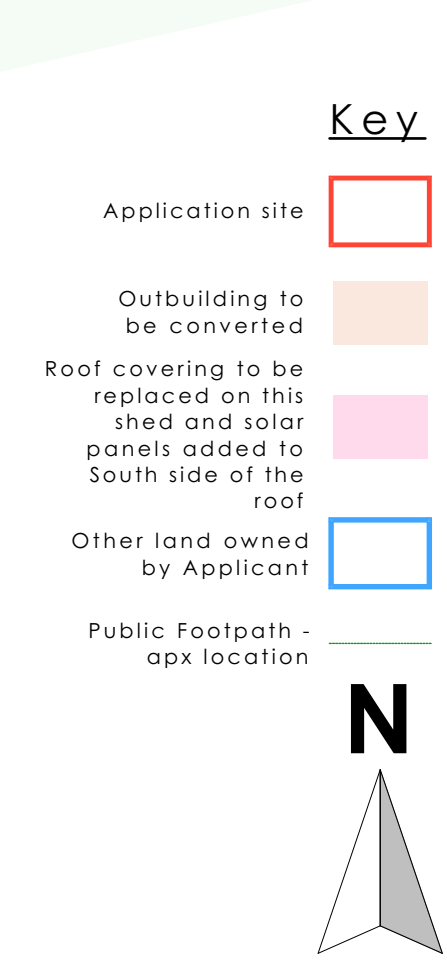 Key
Application site
Outbuilding to
be converted
Roof covering to be
replaced on this
shed and solar
panels added to
South side of the
roof
Other land owned
by Applicant
Public Footpath -
apx location
N